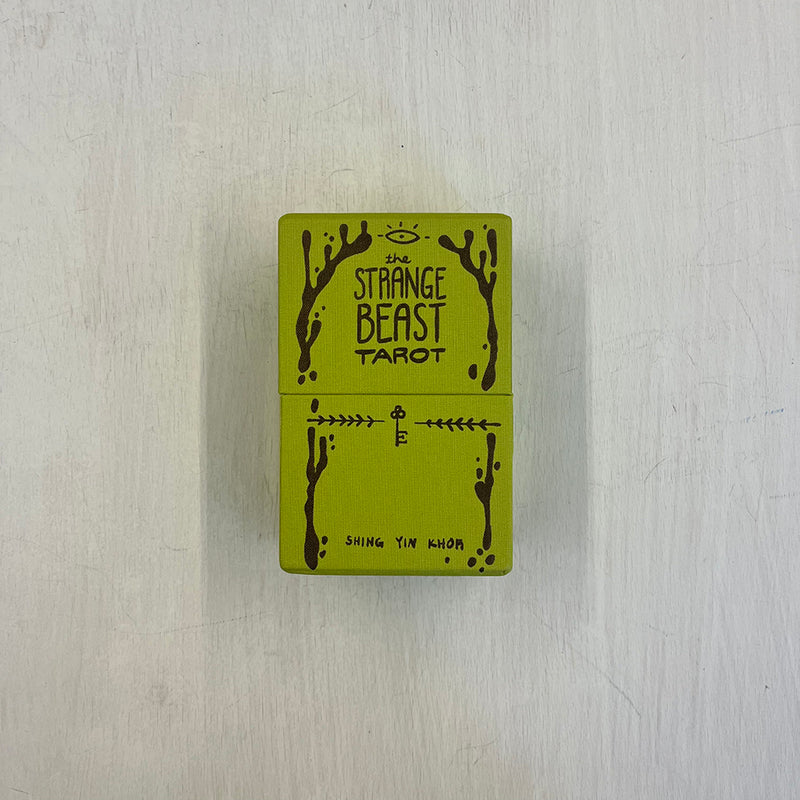 the
STRANGE
BEAST
TAROT
SHING YIN KHOR